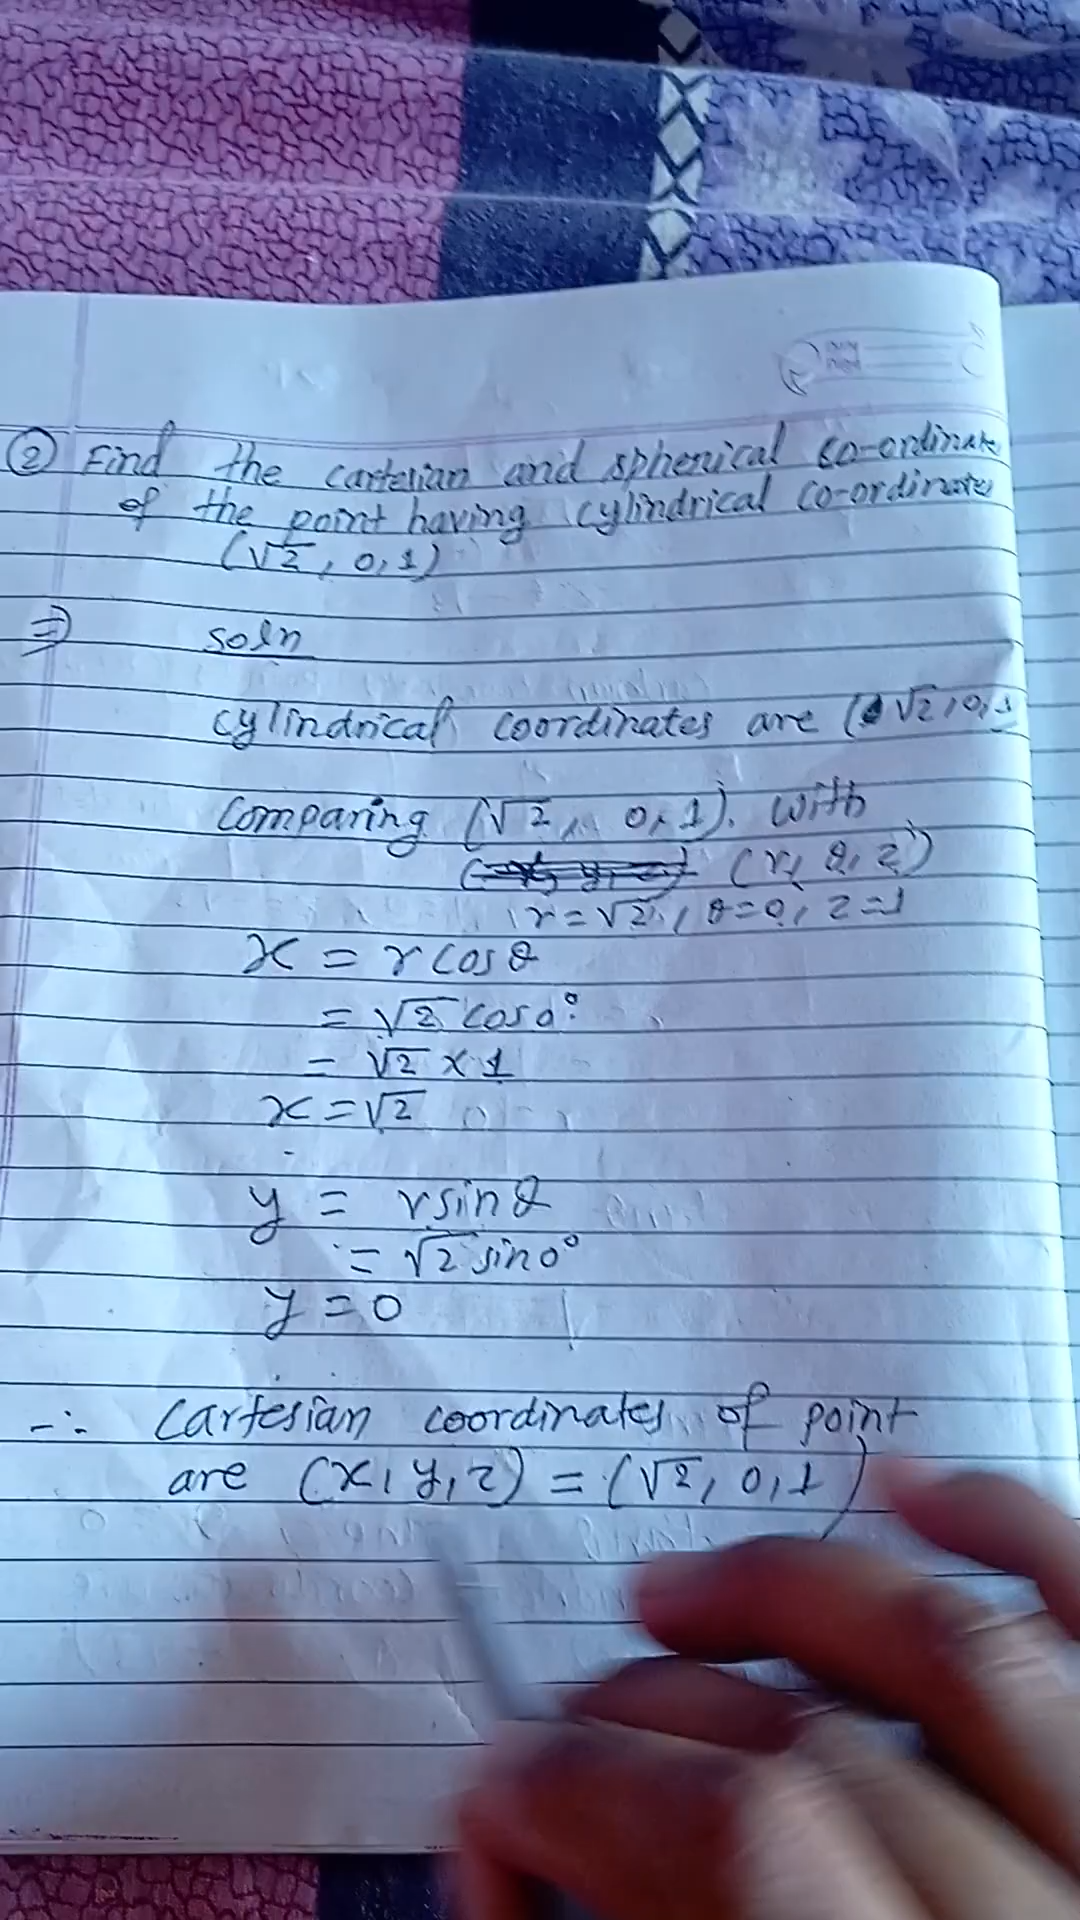 ② Find the cartesian and spherical co-ordinate
of the point having cylindrical co-ordinates
(√2, 0, 1)
⇒ soln
cylindrical coordinates are (√2, 0, 1
Comparing (√2, 0, 1). with
(r, θ, z)
r = √2, θ = 0, z = 1
x = r cos θ
= √2 cos 0°
= √2 x 1
x = √2
y = r sin θ
= √2 sin 0°
y = 0
∴ Cartesian coordinates of point
are (x, y, z) = (√2, 0, 1)